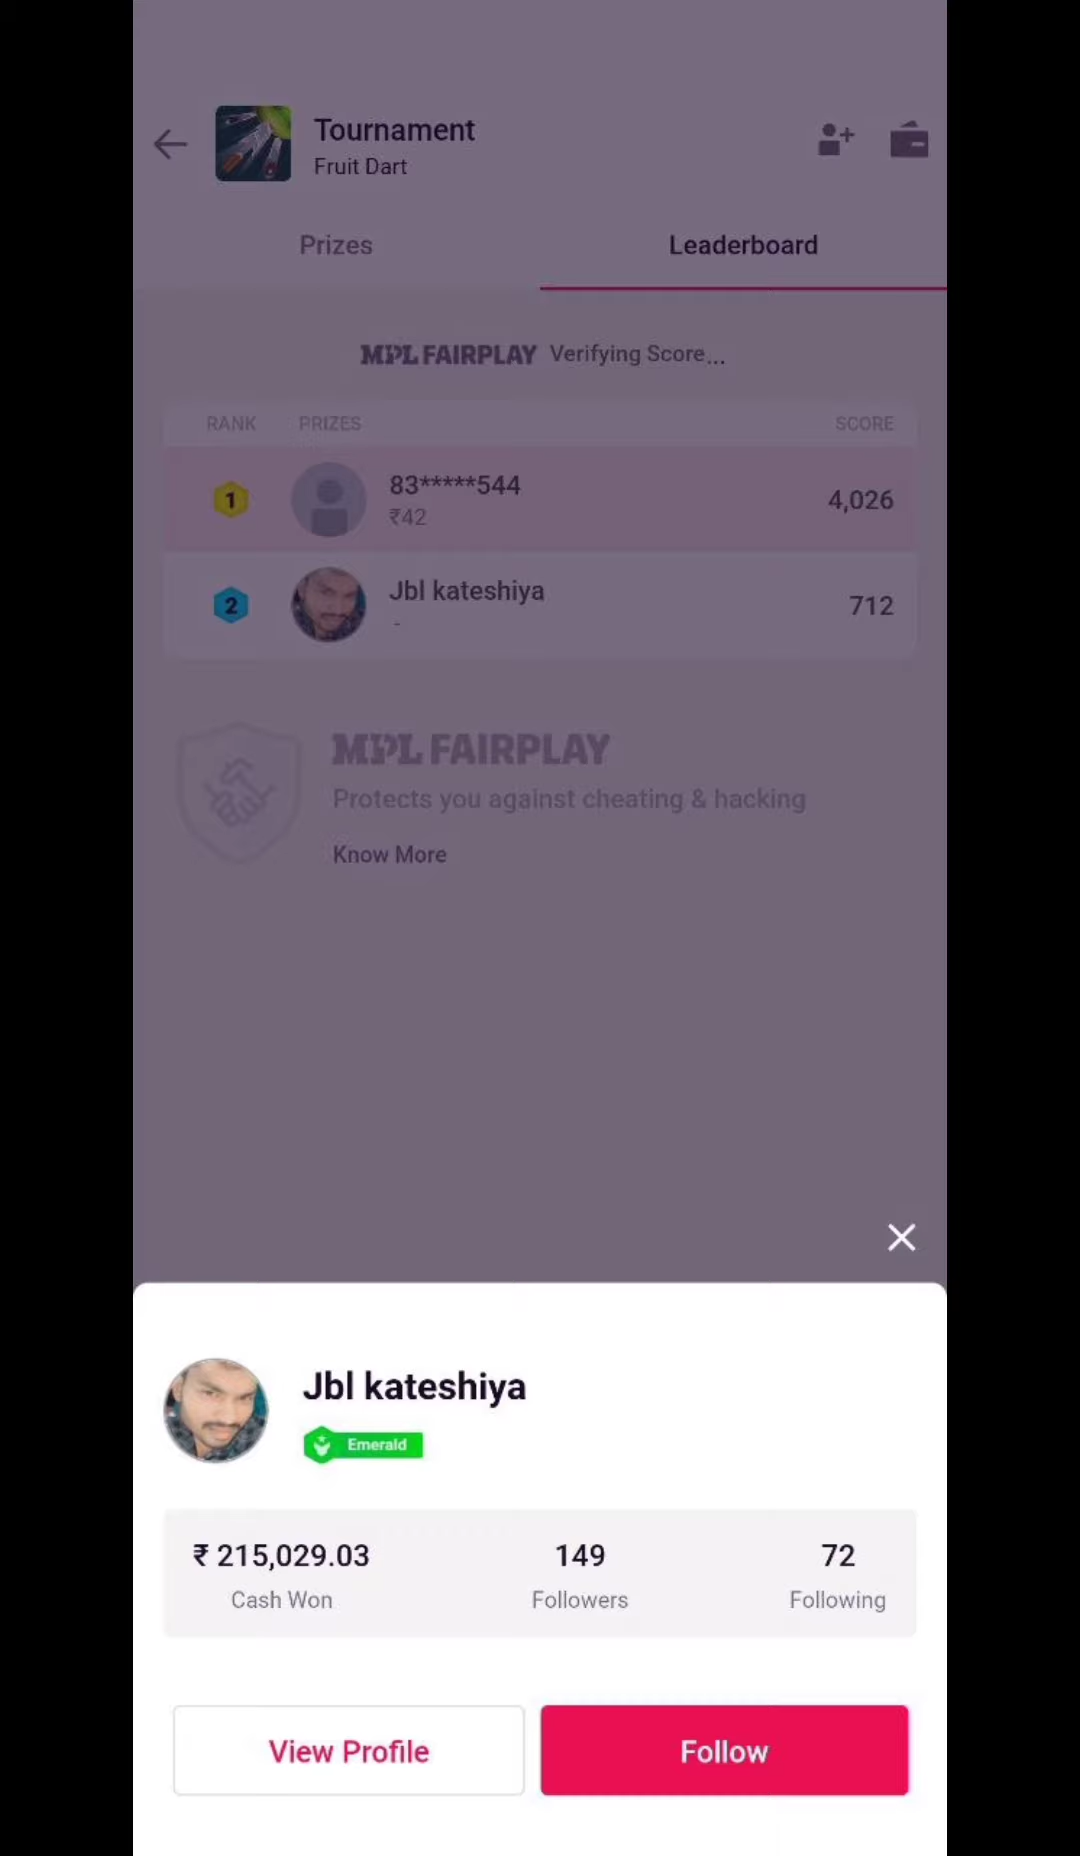 Tournament
Fruit Dart
Prizes
Leaderboard
MPL FAIRPLAY Verifying Score...
RANK PRIZES SCORE
1 83*****544 4,026
₹42
2 Jbl kateshiya 712
-
MPL FAIRPLAY
Protects you against cheating & hacking
Know More
Jbl kateshiya
Emerald
₹ 215,029.03 149 72
Cash Won Followers Following
View Profile Follow